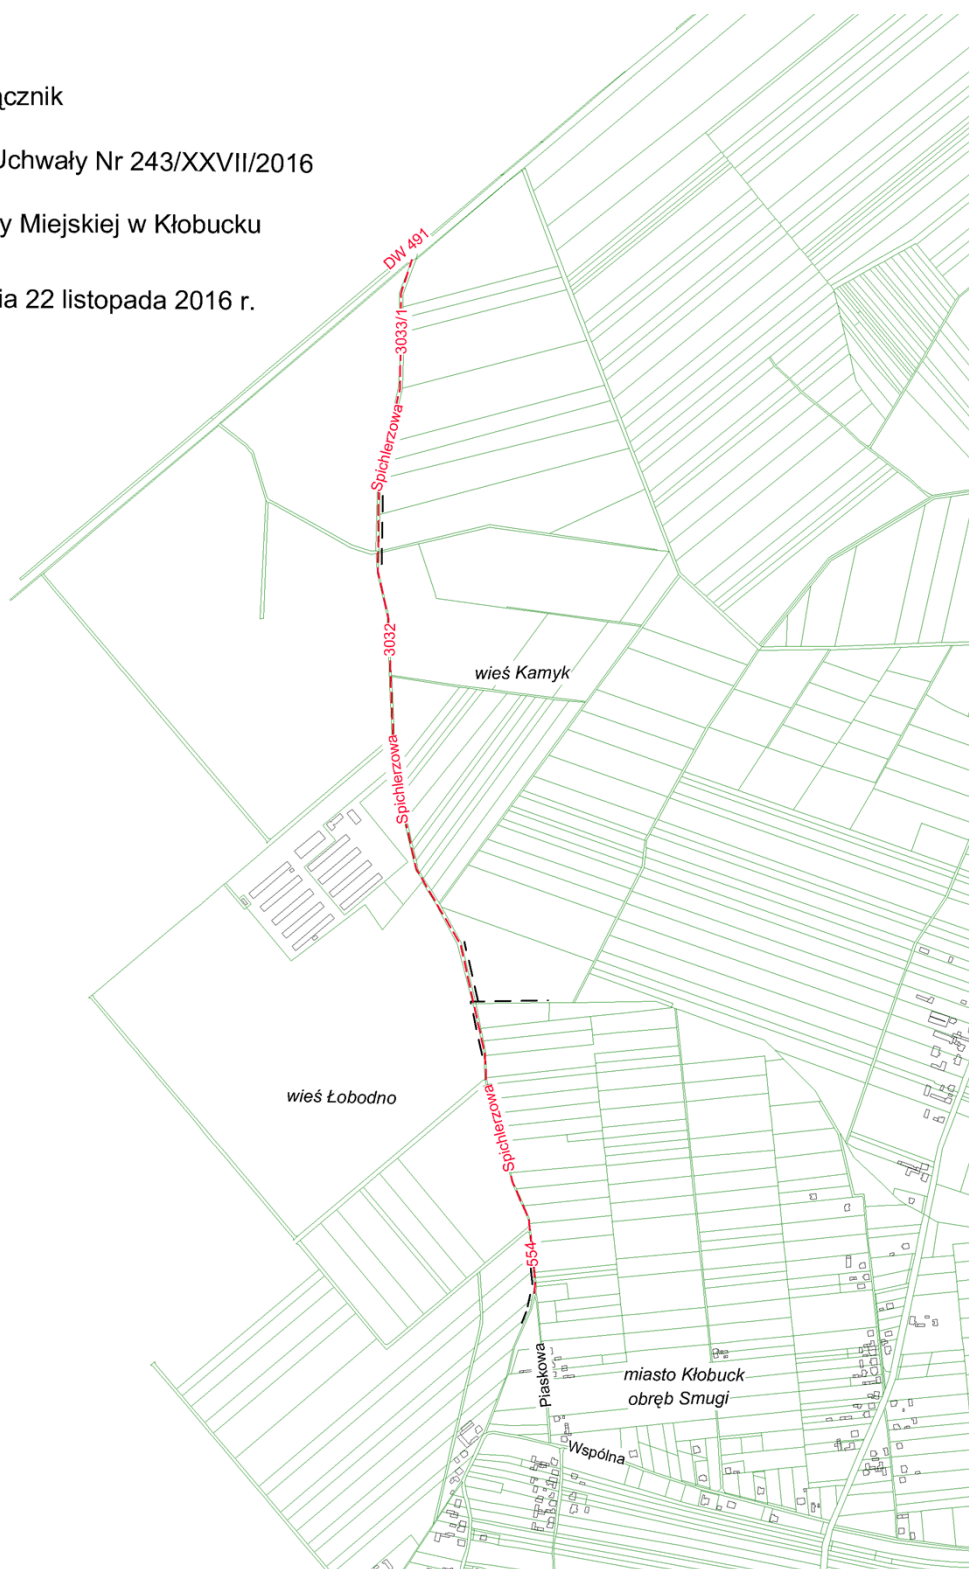 ącznik
Uchwały Nr 243/XXVII/2016
y Miejskiej w Kłobucku
ia 22 listopada 2016 r.
DW 491
3033/1
Spichlerzowa
3032
wieś Kamyk
Spichlerzowa
wieś Łobodno
Spichlerzowa
554
Piaskowa
miasto Kłobuck
obręb Smugi
Wspólna